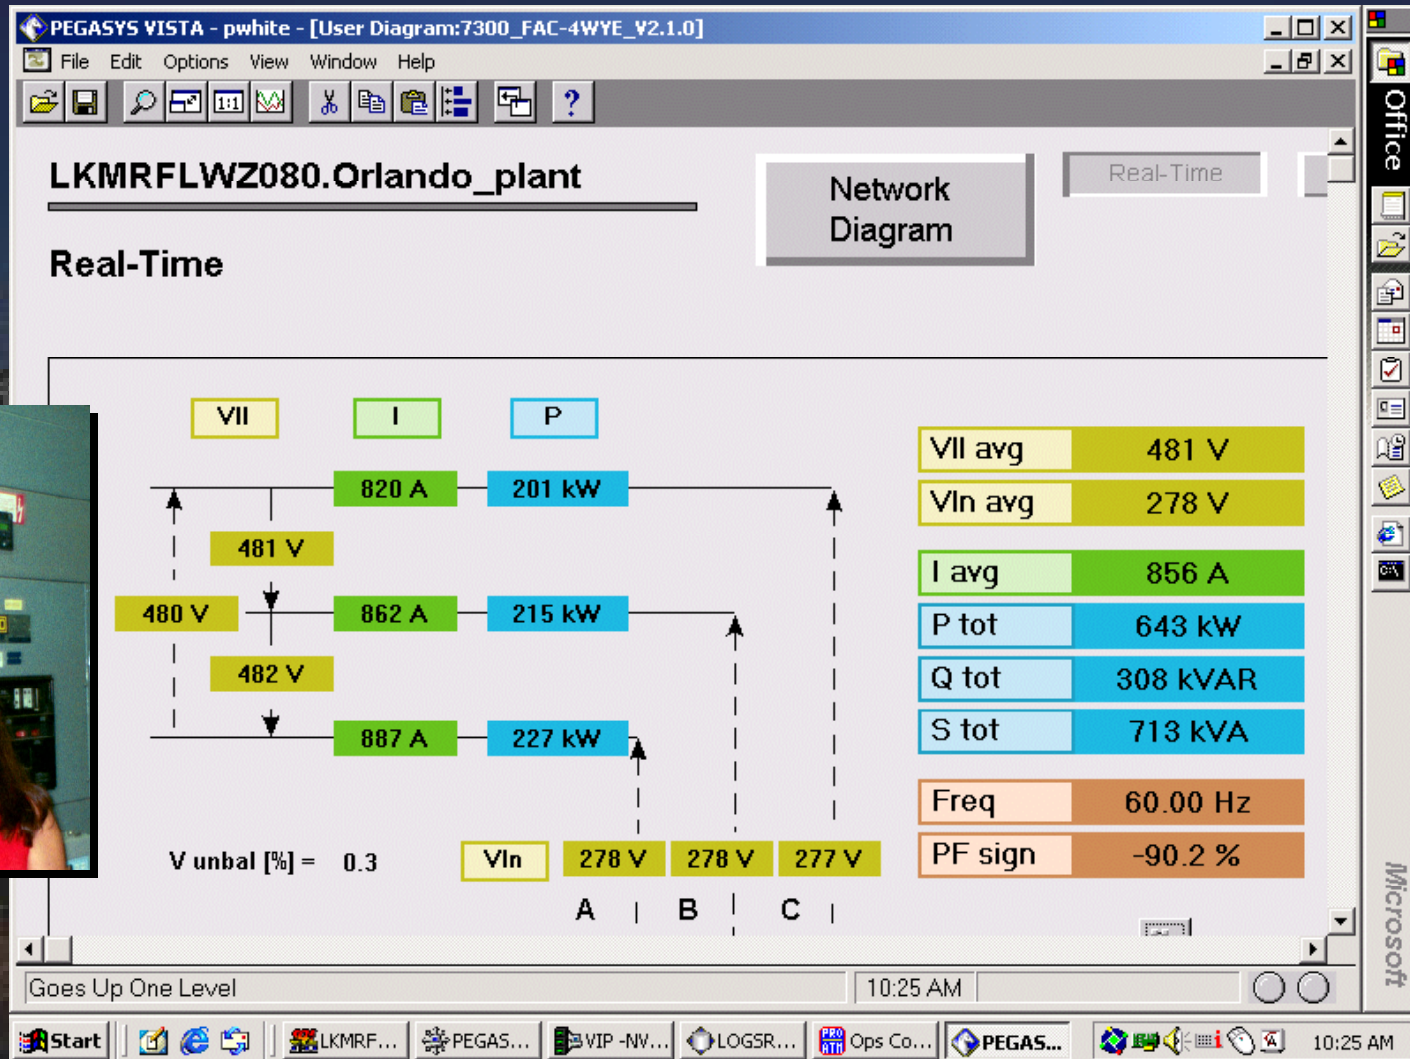 PEGASYS VISTA - pwhite - [User Diagram:7300_FAC-4WYE_V2.1.0]
File Edit Options View Window Help
1:1
?
LKMRFLWZ080.Orlando_plant
Network
Diagram
Real-Time
Real-Time
Vll I P
820 A 201 kW
481 V
480 V 862 A 215 kW
482 V
887 A 227 kW
V unbal [%] = 0.3
Vln 278 V 278 V 277 V
A B C
Vll avg 481 V
Vln avg 278 V
I avg 856 A
P tot 643 kW
Q tot 308 kVAR
S tot 713 kVA
Freq 60.00 Hz
PF sign -90.2 %
Goes Up One Level 10:25 AM
Start LKMRF... PEGAS... VIP -NV... LOGSR... Ops Co... PEGAS... 10:25 AM
Office
Microsoft